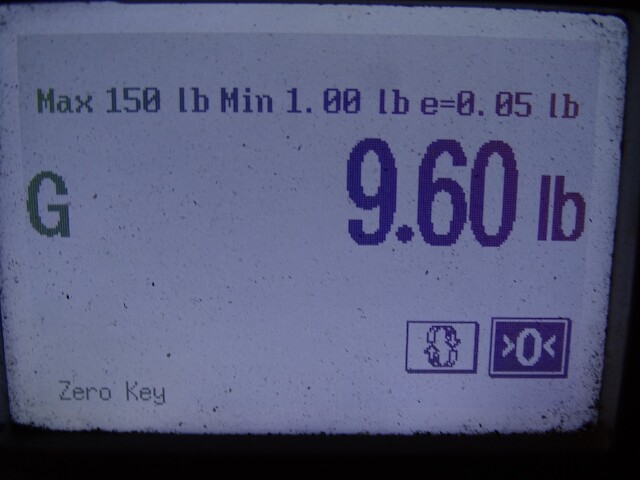 Max 150 lb Min 1.00 lb e=0.05 lb
G 9.60 lb
>0<
Zero Key